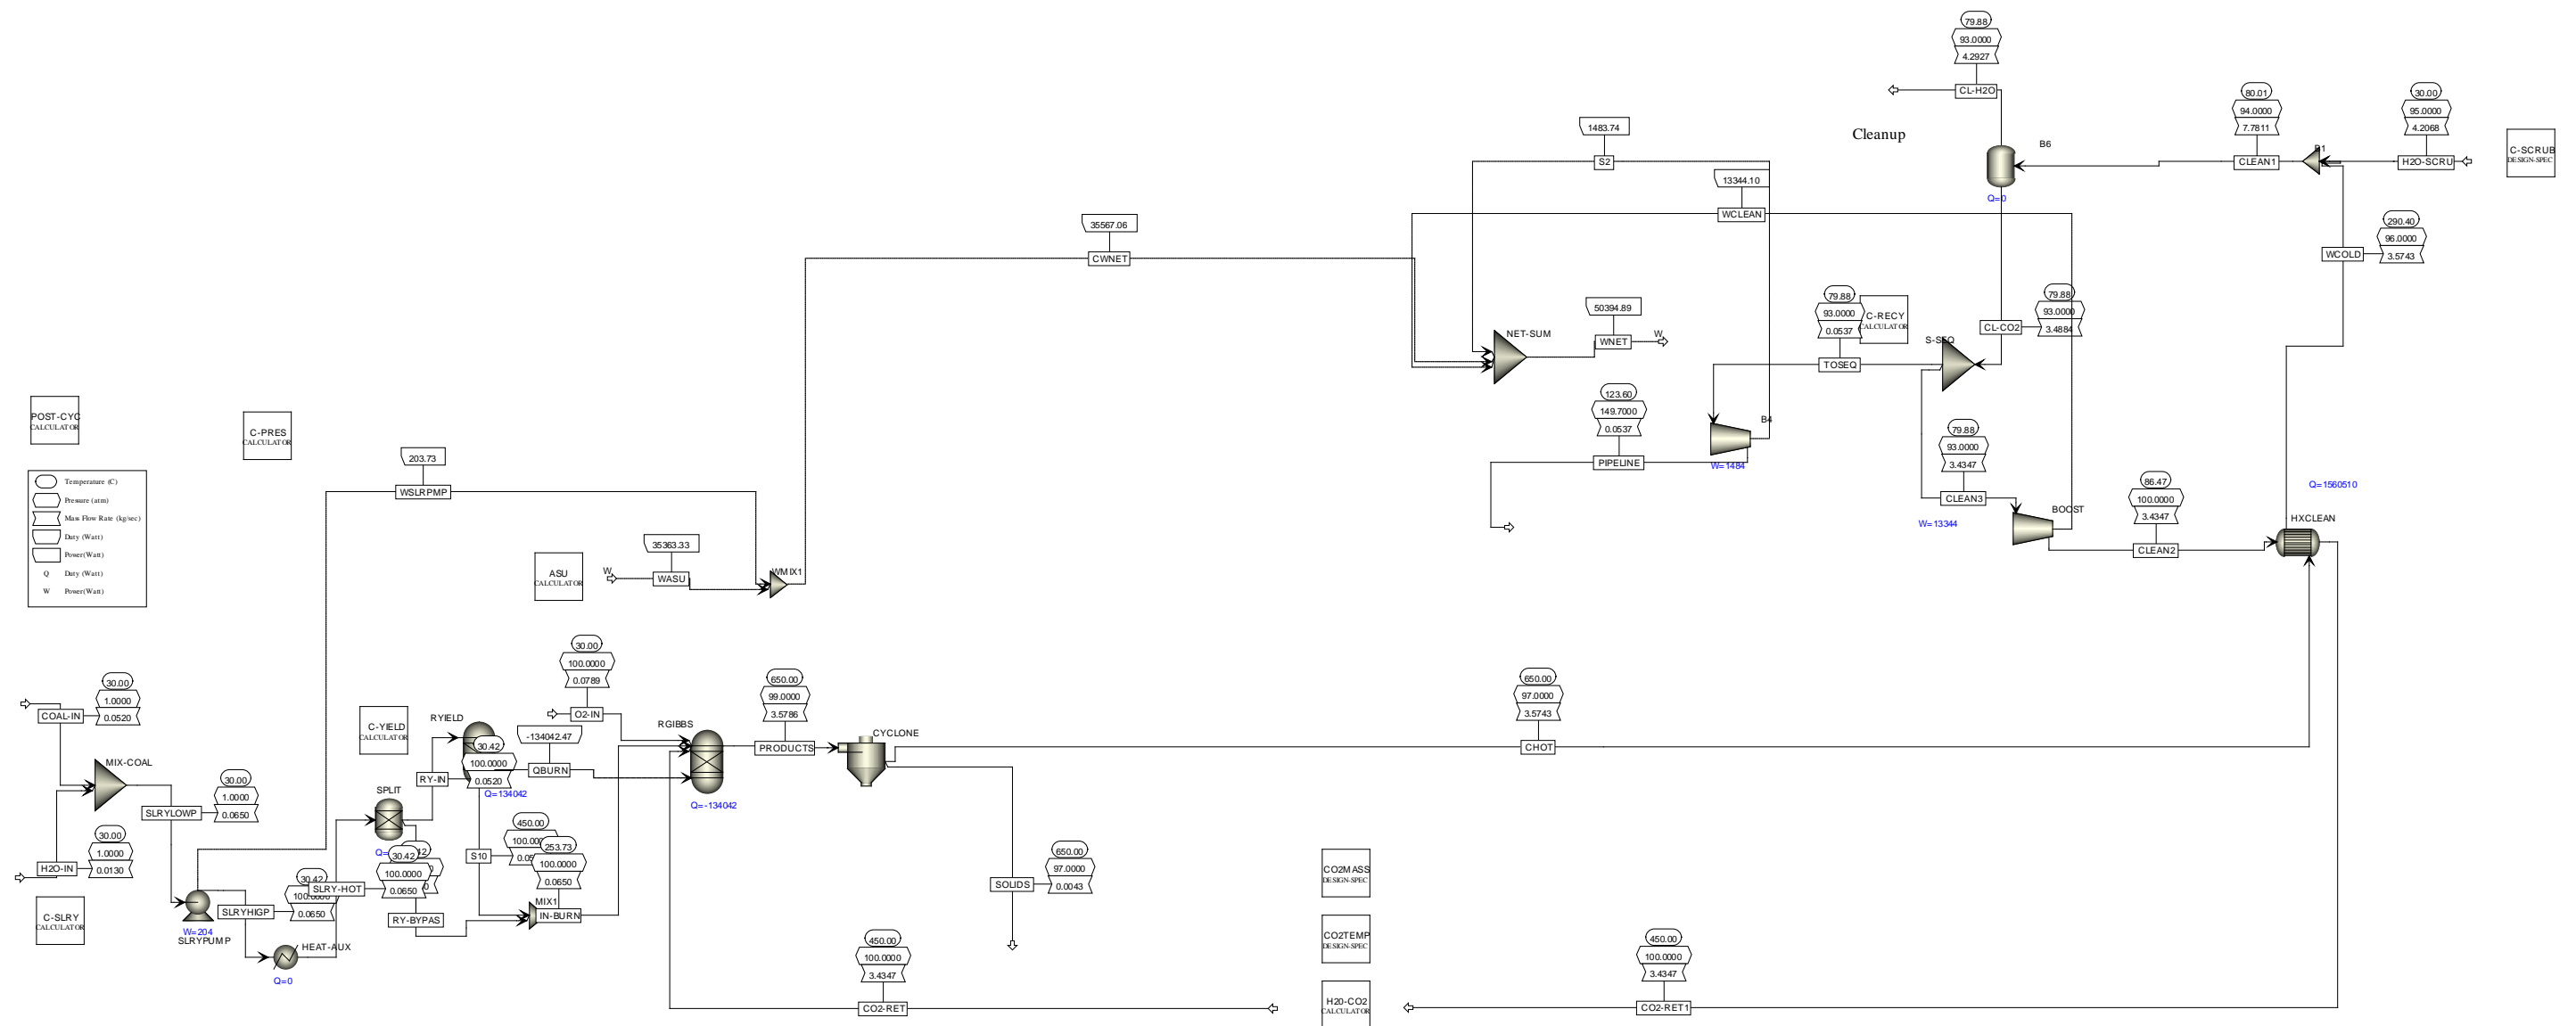 79.88
93.0000
4.2927
CL-H2O
Cleanup
B6
Q=0
80.01
94.0000
7.7811
CLEAN1
30.00
95.0000
4.2068
H2O-SCRU
C-SCRUB
DESIGN-SPEC
290.40
96.0000
3.5743
WCOLD
1483.74
S2
13344.10
WCLEAN
35567.06
CWNET
NET-SUM
50394.89
WNET
W
79.88
93.0000
0.0537
TOSEQ
C-RECY
CALCULATOR
79.88
93.0000
3.4884
CL-CO2
S-SEQ
123.60
149.7000
0.0537
PIPELINE
B4
W=1484
79.88
93.0000
3.4347
CLEAN3
W=13344
BOOST
86.47
100.0000
3.4347
CLEAN2
Q=1560510
HXCLEAN
POST-CYC
CALCULATOR
C-PRES
CALCULATOR
Temperature (C)
Pressure (atm)
Mass Flow Rate (kg/sec)
Duty (Watt)
Power(Watt)
Q Duty (Watt)
W Power(Watt)
203.73
WSLRPMP
ASU
CALCULATOR
35363.33
W
WASU
WMIX1
30.00
1.0000
0.0520
COAL-IN
MIX-COAL
30.00
1.0000
0.0650
SLRYLOWP
30.00
1.0000
0.0130
H2O-IN
C-SLRY
CALCULATOR
W=204
SLRYPUMP
30.42
0.0650
SLRYHIGP
HEAT-AUX
Q=0
SLRY-HOT
30.42
100.0000
0.0650
C-YIELD
CALCULATOR
SPLIT
RYIELD
30.42
100.0000
0.0520
RY-IN
Q=134042
30.00
100.0000
0.0789
O2-IN
-134042.47
QBURN
RGIBBS
Q=-134042
450.00
S10
253.73
100.0000
0.0650
MIX1
IN-BURN
RY-BYPAS
650.00
99.0000
3.5786
PRODUCTS
CYCLONE
650.00
97.0000
3.5743
CHOT
650.00
97.0000
0.0043
SOLIDS
CO2MASS
DESIGN-SPEC
CO2TEMP
DESIGN-SPEC
H20-CO2
CALCULATOR
450.00
100.0000
3.4347
CO2-RET
450.00
100.0000
3.4347
CO2-RET1